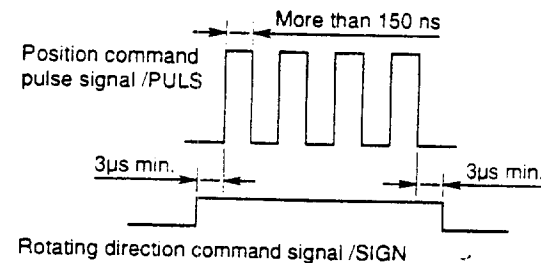 More than 150 ns
Position command
pulse signal /PULS
3µs min.
3µs min.
Rotating direction command signal /SIGN